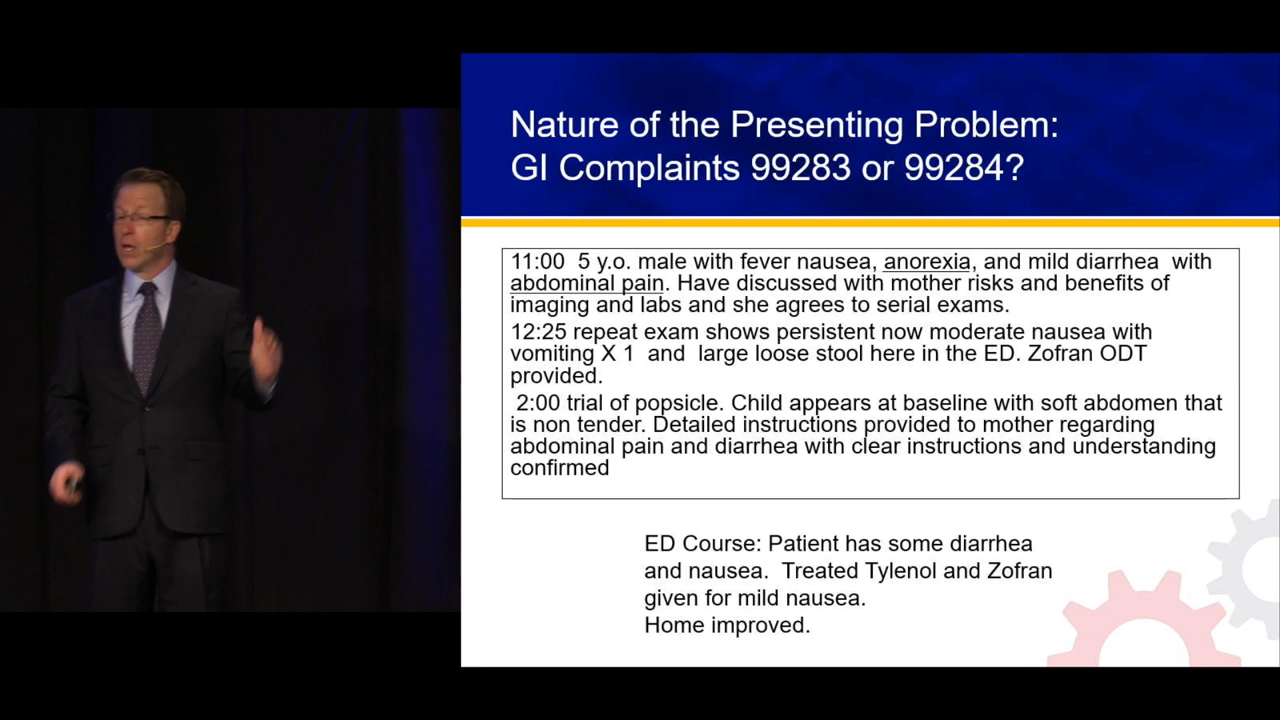 Nature of the Presenting Problem:
GI Complaints 99283 or 99284?
11:00 5 y.o. male with fever nausea, anorexia, and mild diarrhea with
abdominal pain. Have discussed with mother risks and benefits of
imaging and labs and she agrees to serial exams.
12:25 repeat exam shows persistent now moderate nausea with
vomiting X 1 and large loose stool here in the ED. Zofran ODT
provided.
2:00 trial of popsicle. Child appears at baseline with soft abdomen that
is non tender. Detailed instructions provided to mother regarding
abdominal pain and diarrhea with clear instructions and understanding
confirmed
ED Course: Patient has some diarrhea
and nausea. Treated Tylenol and Zofran
given for mild nausea.
Home improved.